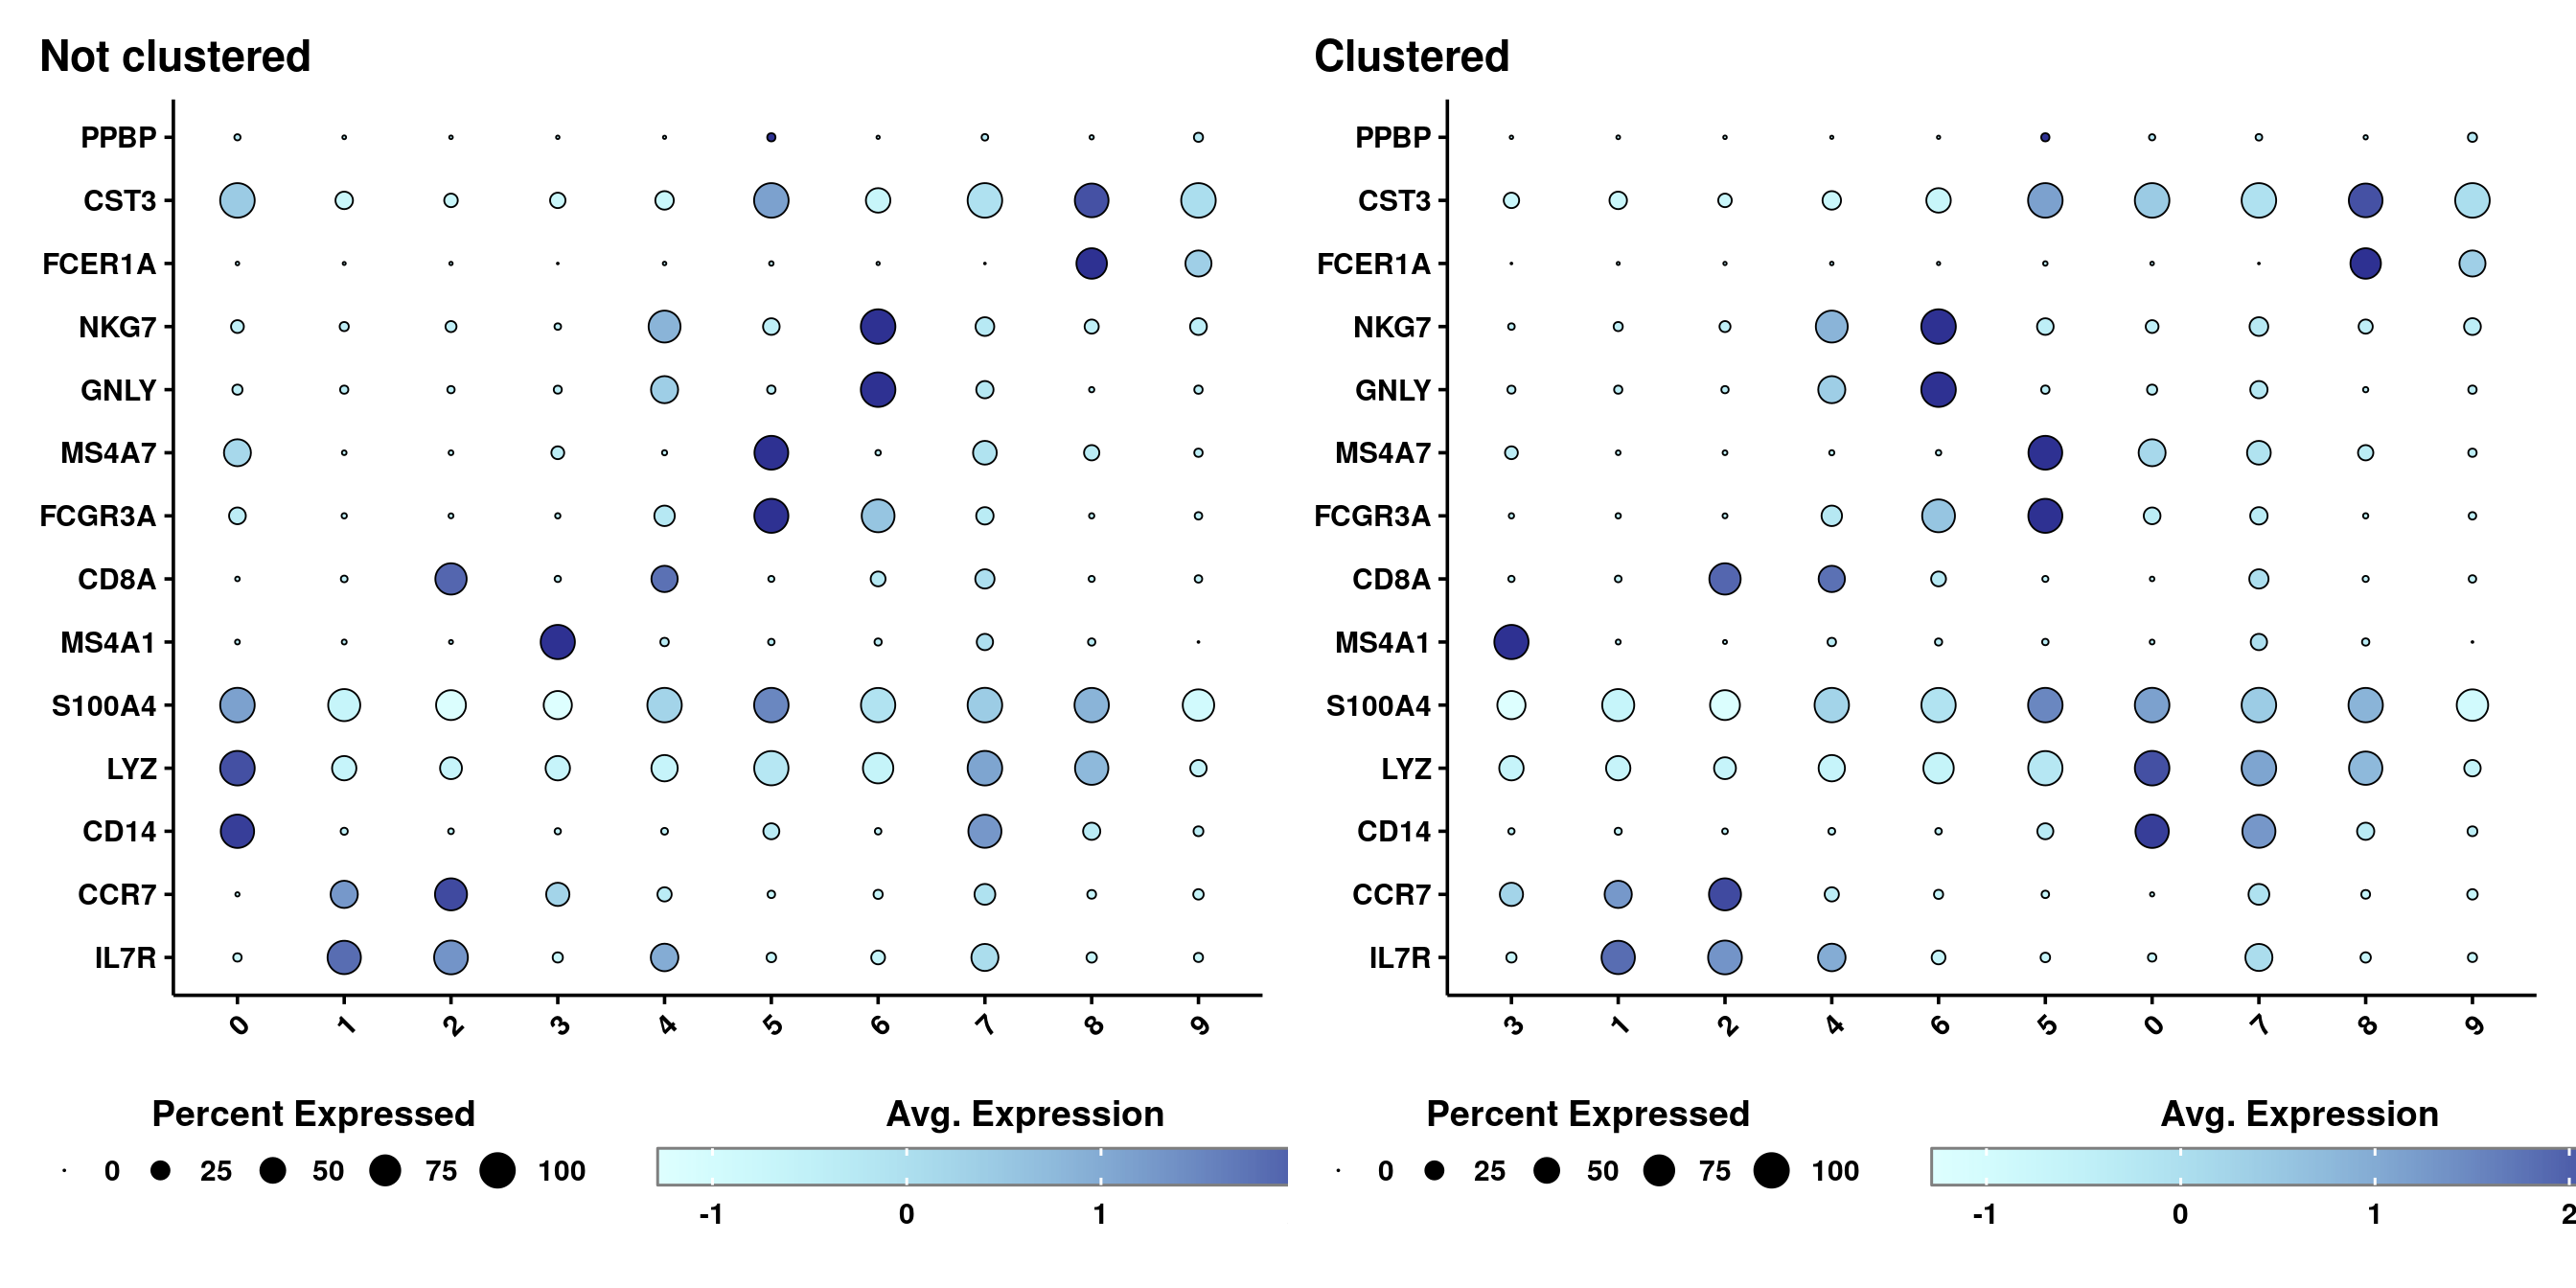 Not clustered
PPBP
CST3
FCER1A
NKG7
GNLY
MS4A7
FCGR3A
CD8A
MS4A1
S100A4
LYZ
CD14
CCR7
IL7R
0 1 2 3 4 5 6 7 8 9
Percent Expressed
0 25 50 75 100
Avg. Expression
-1 0 1
Clustered
PPBP
CST3
FCER1A
NKG7
GNLY
MS4A7
FCGR3A
CD8A
MS4A1
S100A4
LYZ
CD14
CCR7
IL7R
3 1 2 4 6 5 0 7 8 9
Percent Expressed
0 25 50 75 100
Avg. Expression
-1 0 1 2